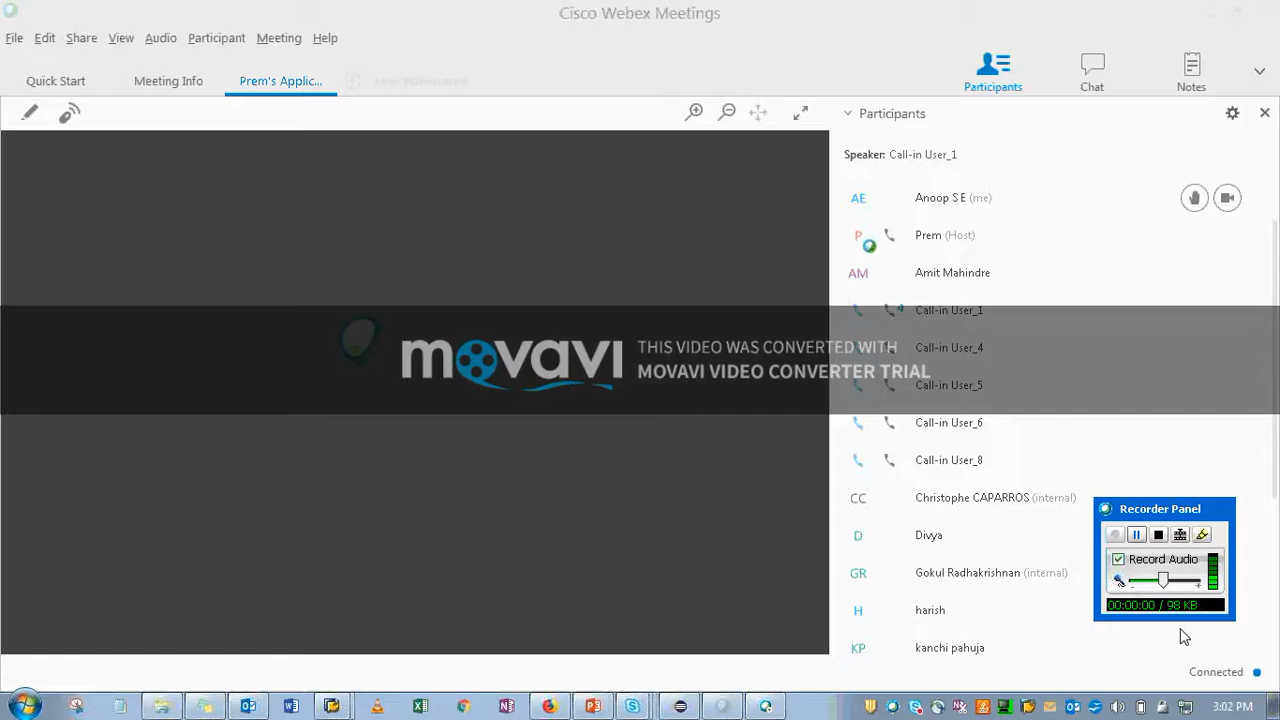 Cisco Webex Meetings
File Edit Share View Audio Participant Meeting Help
Quick Start Meeting Info Prem's Applic...
Participants Chat Notes
Participants
Speaker: Call-in User_1
AE Anoop S E (me)
P Prem (Host)
AM Amit Mahindre
Call-in User_1
movavi THIS VIDEO WAS CONVERTED WITH
MOVAVI VIDEO CONVERTER TRIAL
Call-in User_4
Call-in User_5
Call-in User_6
Call-in User_8
CC Christophe CAPARROS (internal)
Recorder Panel
D Divya
Record Audio
GR Gokul Radhakrishnan (internal)
00:00:00 / 98 KB
H harish
KP kanchi pahuja
Connected
3:02 PM